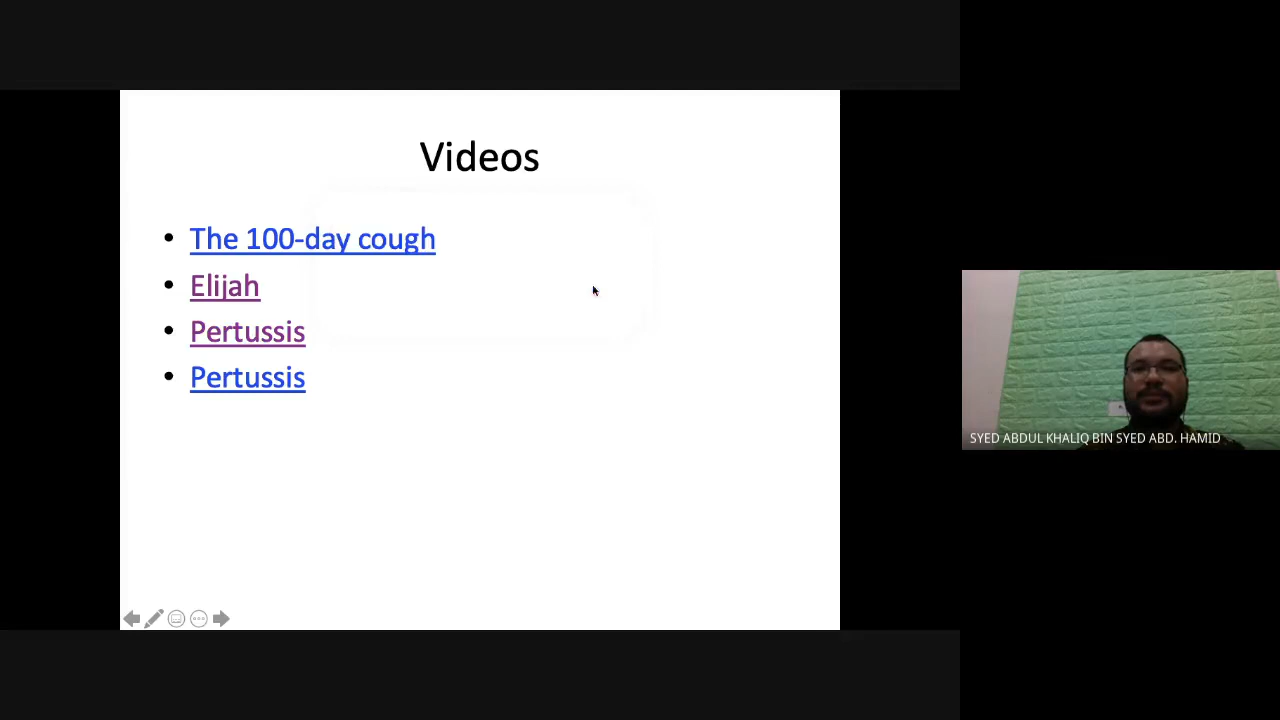 Videos
• The 100-day cough
• Elijah
• Pertussis
• Pertussis
SYED ABDUL KHALIQ BIN SYED ABD. HAMID